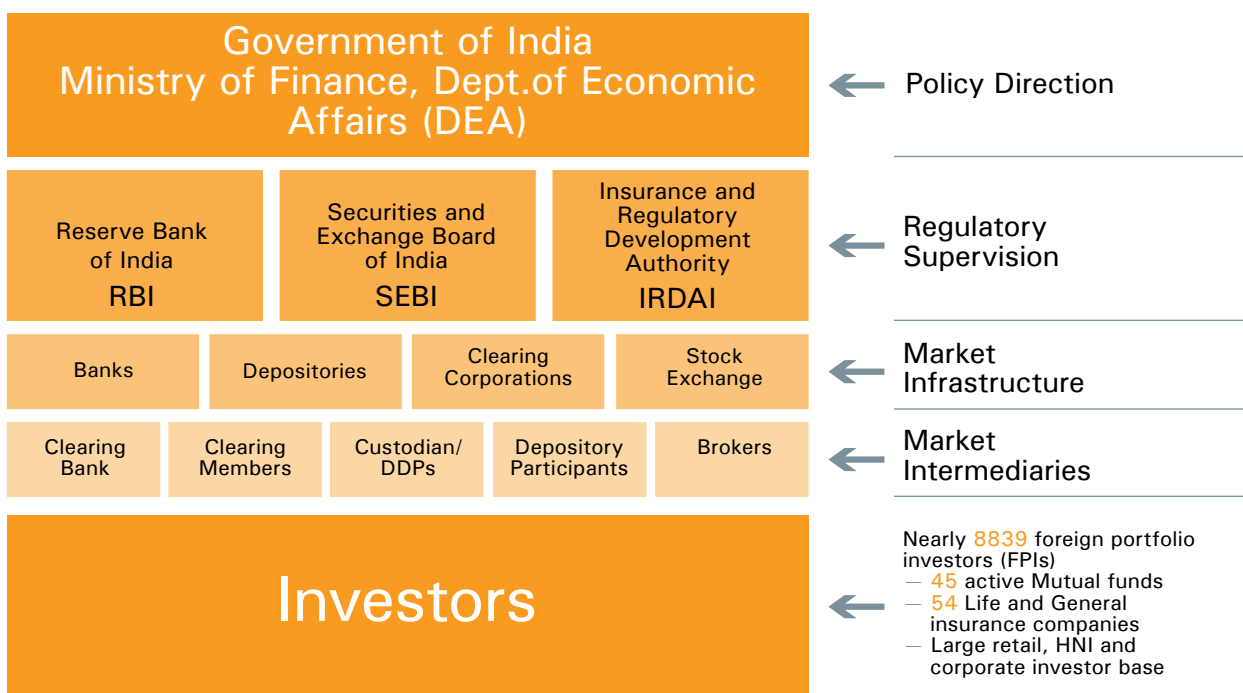 Government of India
Ministry of Finance, Dept.of Economic
Affairs (DEA)
Policy Direction
Reserve Bank
of India
RBI
Securities and
Exchange Board
of India
SEBI
Insurance and
Regulatory
Development
Authority
IRDAI
Regulatory
Supervision
Banks
Depositories
Clearing
Corporations
Stock
Exchange
Market
Infrastructure
Clearing
Bank
Clearing
Members
Custodian/
DDPs
Depository
Participants
Brokers
Market
Intermediaries
Investors
Nearly 8839 foreign portfolio
investors (FPIs)
— 45 active Mutual funds
— 54 Life and General
insurance companies
— Large retail, HNI and
corporate investor base